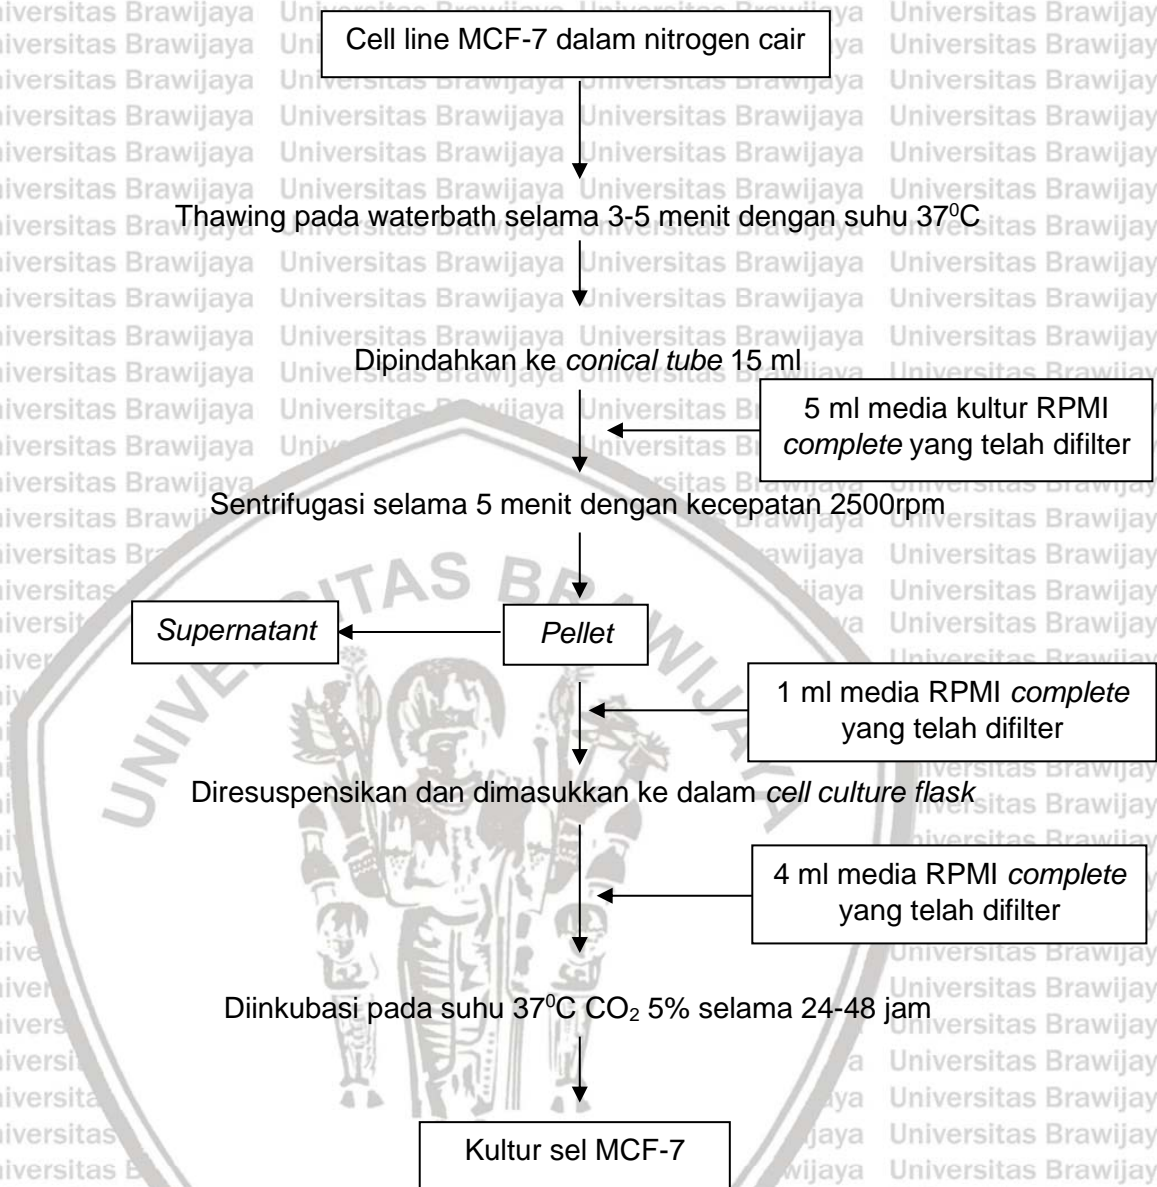 Cell line MCF-7 dalam nitrogen cair
Thawing pada waterbath selama 3-5 menit dengan suhu 37⁰C
Dipindahkan ke conical tube 15 ml
5 ml media kultur RPMI
complete yang telah difilter
Sentrifugasi selama 5 menit dengan kecepatan 2500rpm
Supernatant
Pellet
1 ml media RPMI complete
yang telah difilter
Diresuspensikan dan dimasukkan ke dalam cell culture flask
4 ml media RPMI complete
yang telah difilter
Diinkubasi pada suhu 37⁰C CO₂ 5% selama 24-48 jam
Kultur sel MCF-7
UNIVERSITAS BRAWIJAYA
Universitas Brawijaya